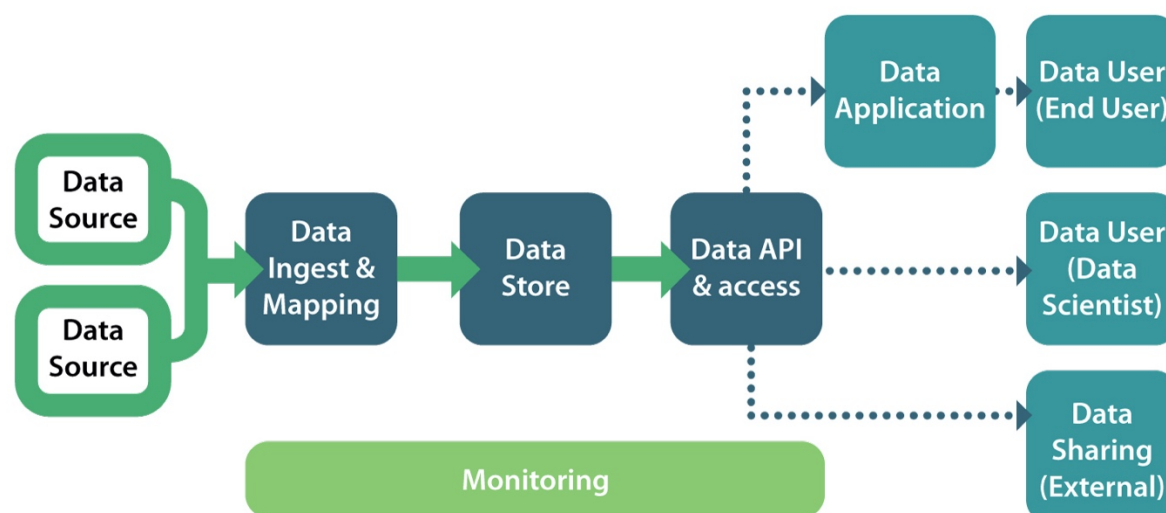 Data
Source
Data
Source
Data
Ingest &
Mapping
Data
Store
Data API
& access
Data
Application
Data User
(End User)
Data User
(Data
Scientist)
Data
Sharing
(External)
Monitoring